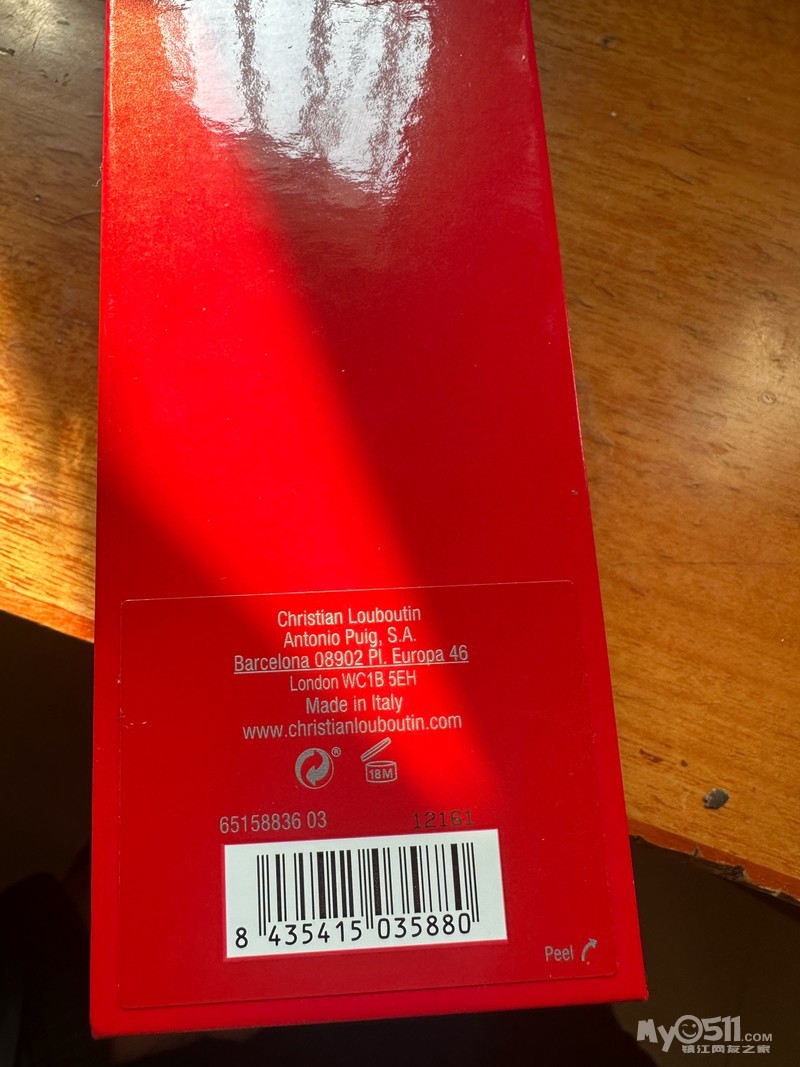 Christian Louboutin
Antonio Puig, S.A.
Barcelona 08902 Pl. Europa 46
London WC1B 5EH
Made in Italy
www.christianlouboutin.com
®
18M
65158836 03 12161
8 435415 035880
Peel
MyO511.COM
镇江网友之家